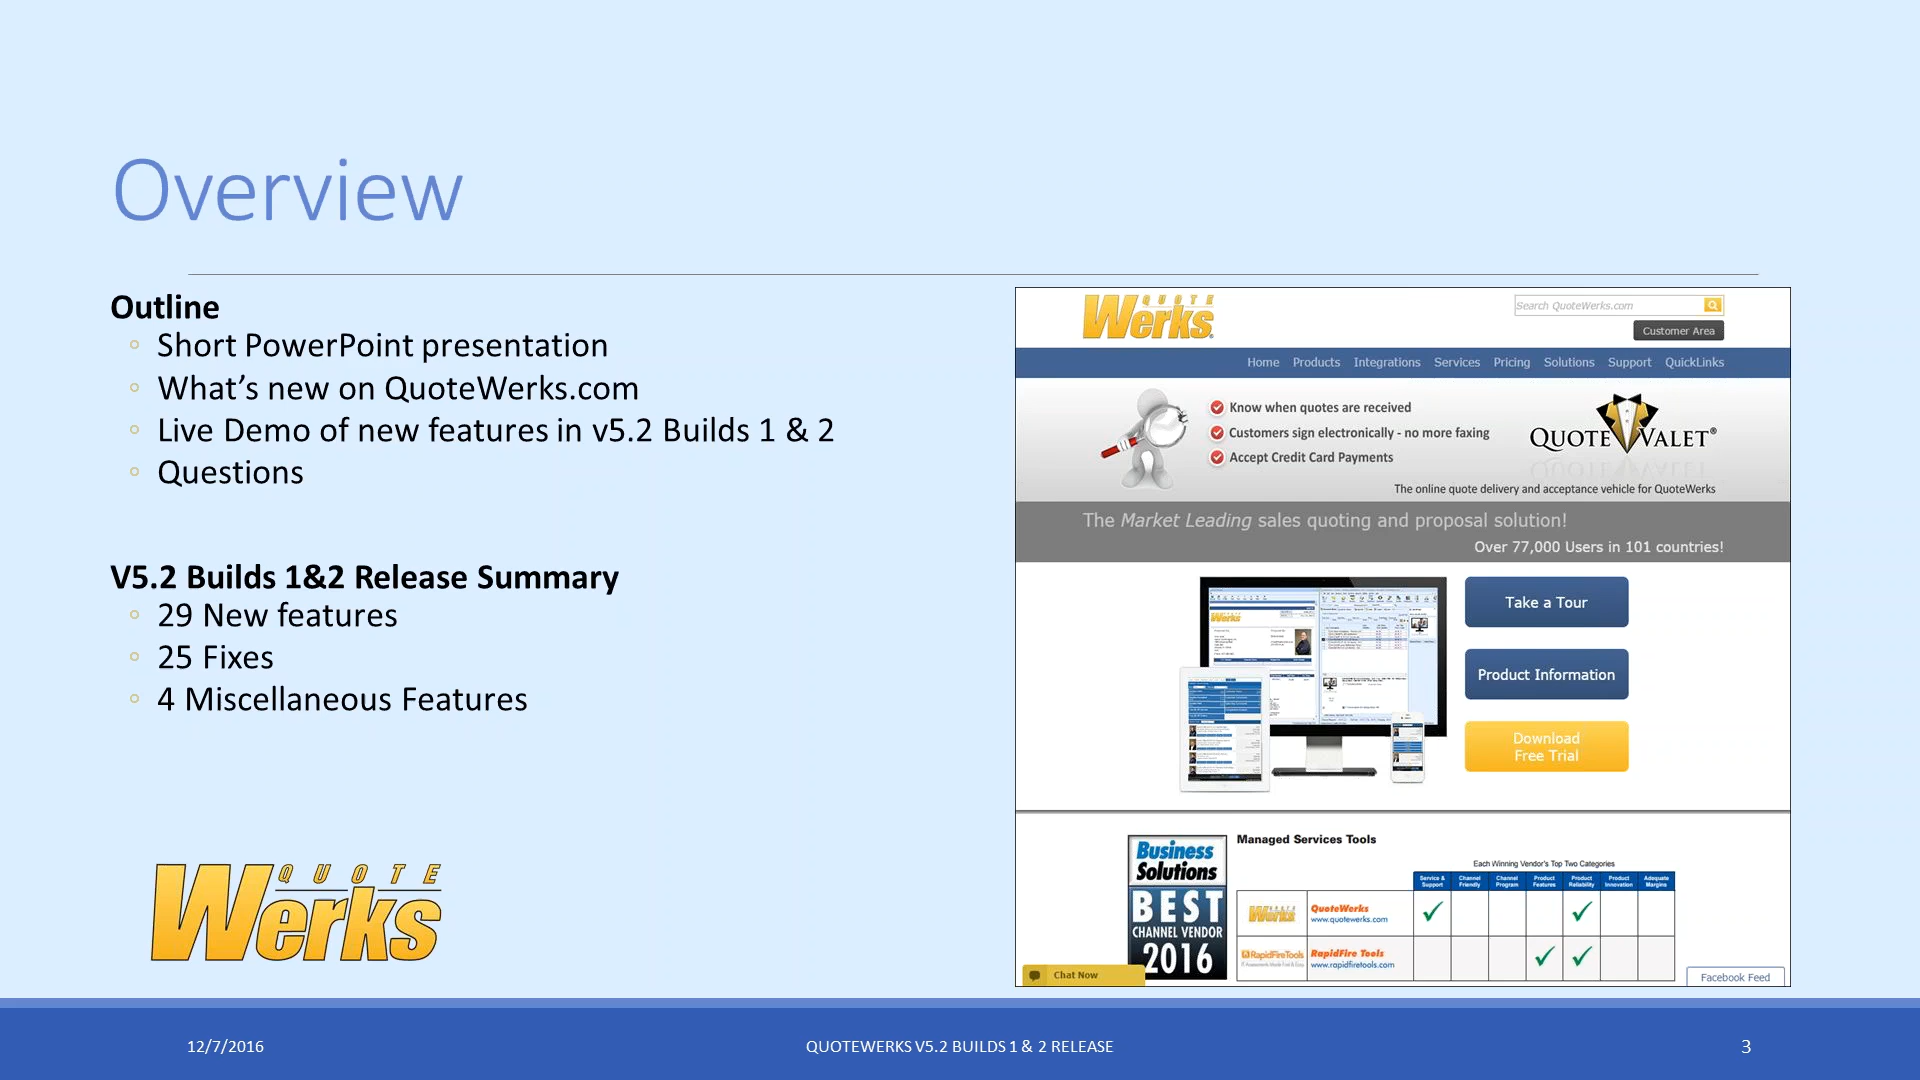 Overview
Outline
Short PowerPoint presentation
What’s new on QuoteWerks.com
Live Demo of new features in v5.2 Builds 1 & 2
Questions
V5.2 Builds 1&2 Release Summary
29 New features
25 Fixes
4 Miscellaneous Features
QUOTE
Werks
QUOTE
Werks
Search QuoteWerks.com
Customer Area
Home Products Integrations Services Pricing Solutions Support QuickLinks
Know when quotes are received
Customers sign electronically - no more faxing
Accept Credit Card Payments
QUOTE VALET®
The online quote delivery and acceptance vehicle for QuoteWerks
The Market Leading sales quoting and proposal solution!
Over 77,000 Users in 101 countries!
Take a Tour
Product Information
Download
Free Trial
Business
Solutions
BEST
CHANNEL VENDOR
2016
Managed Services Tools
Each Winning Vendor's Top Two Categories
Service & Support Channel Friendly Channel Program Product Features Product Reliability Product Innovation Adequate Margins
Werks
QuoteWerks
www.quotewerks.com
RapidFireTools
RapidFire Tools
www.rapidfiretools.com
Chat Now
Facebook Feed
12/7/2016
QUOTEWERKS V5.2 BUILDS 1 & 2 RELEASE
3